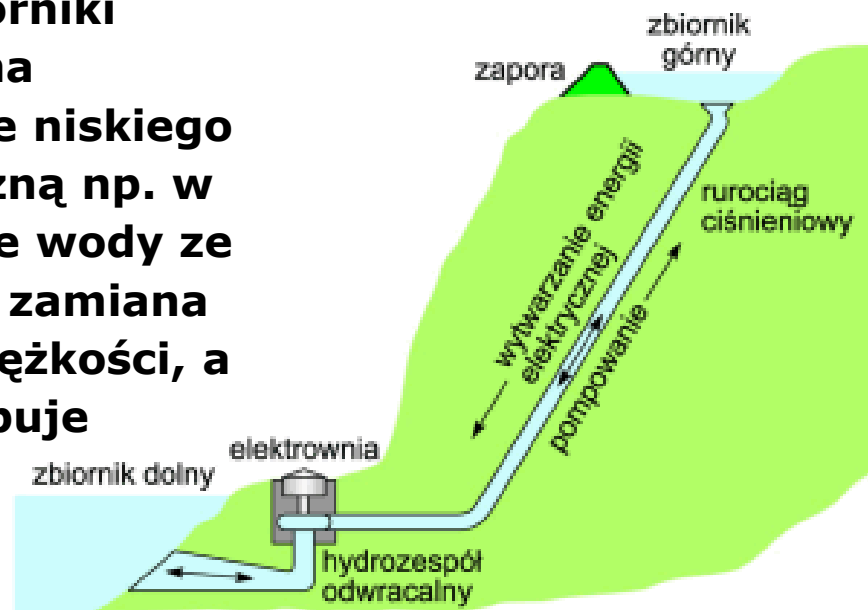 orniki
na
e niskiego
zną np. w
e wody ze
zamiana
ężkości, a
buje
zbiornik
górny
zapora
rurociąg
ciśnieniowy
wytwarzanie energii
elektrycznej
pompowanie
elektrownia
zbiornik dolny
hydrozespół
odwracalny